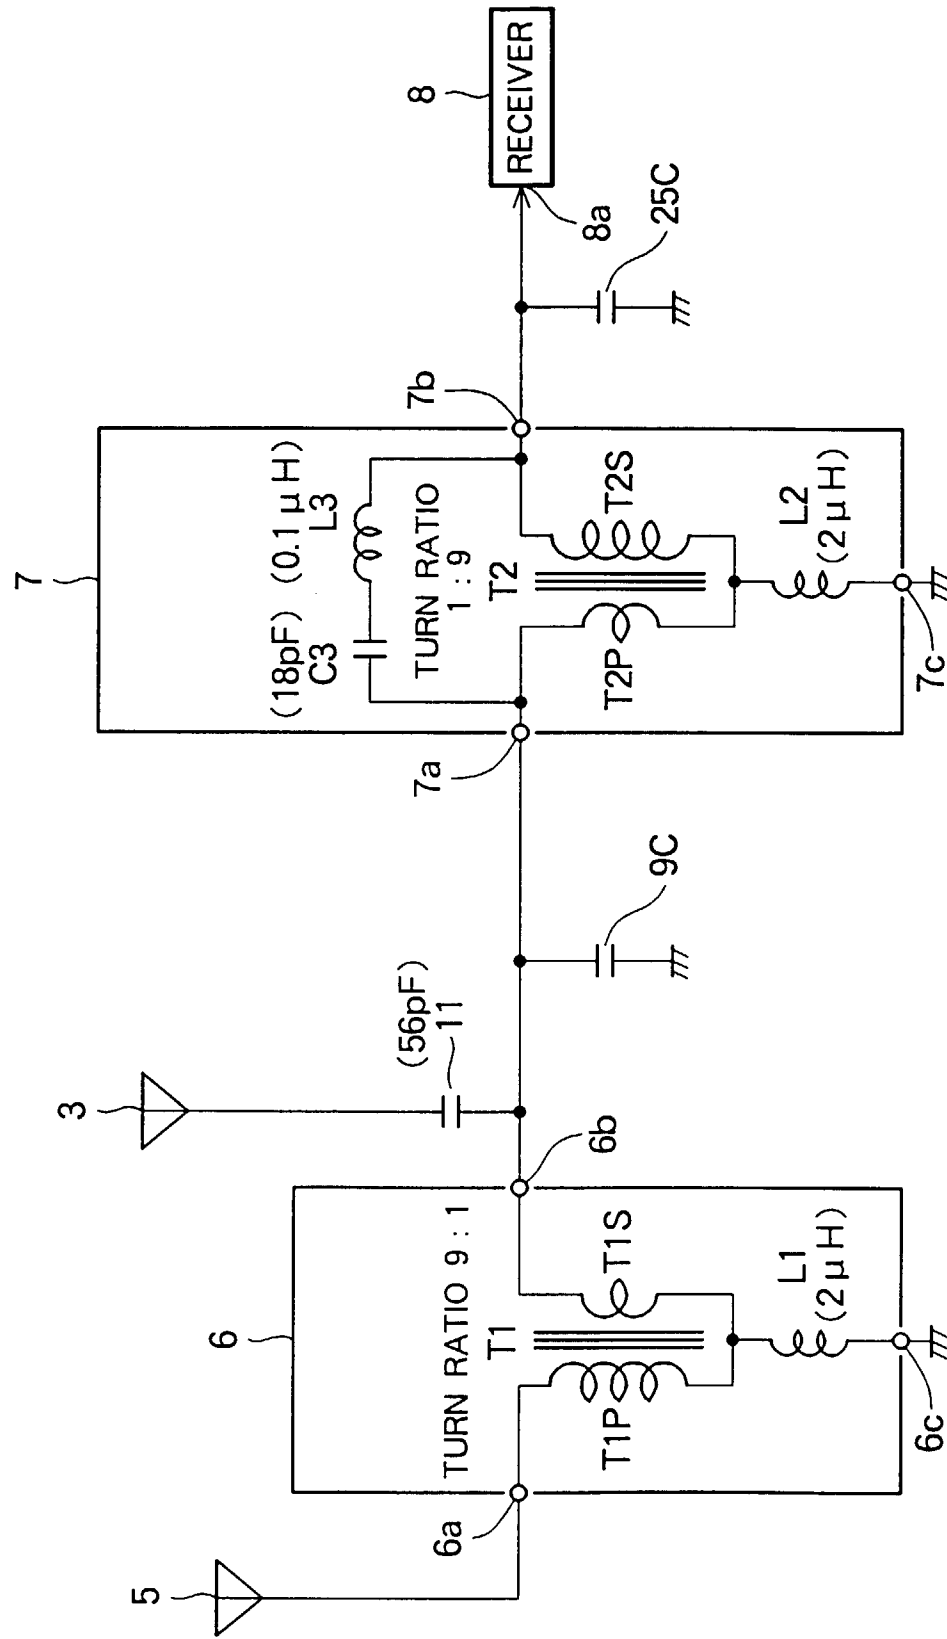 5
6
6a
TURN RATIO 9 : 1
T1
T1P
T1S
L1
(2μH)
6c
6b
3
(56pF)
11
9C
7
7a
(18pF)
C3
(0.1μH)
L3
TURN RATIO
1 : 9
T2
T2P
T2S
L2
(2μH)
7c
7b
25C
8
RECEIVER
8a